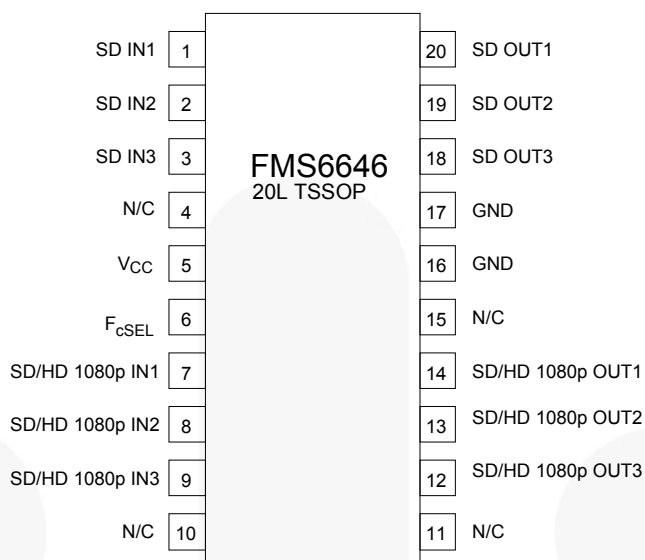 SD IN1 1 20 SD OUT1
SD IN2 2 19 SD OUT2
SD IN3 3 18 SD OUT3
FMS6646
20L TSSOP
N/C 4 17 GND
VCC 5 16 GND
FcSEL 6 15 N/C
SD/HD 1080p IN1 7 14 SD/HD 1080p OUT1
SD/HD 1080p IN2 8 13 SD/HD 1080p OUT2
SD/HD 1080p IN3 9 12 SD/HD 1080p OUT3
N/C 10 11 N/C